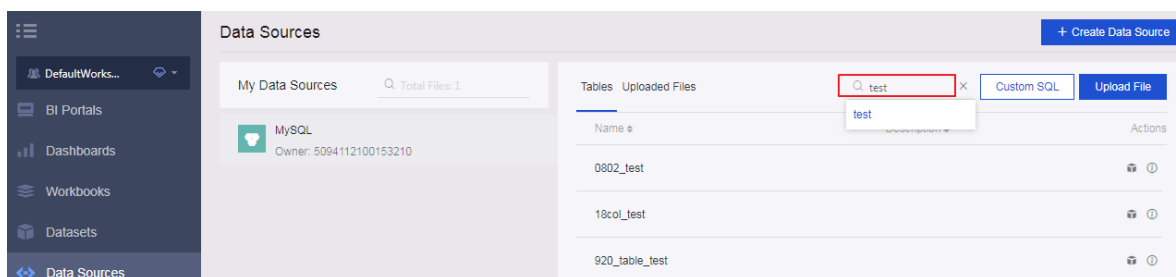 Data Sources
+ Create Data Source
DefaultWorks...
My Data Sources
Total Files: 1
Tables Uploaded Files
test
Custom SQL
Upload File
test
BI Portals
Dashboards
Workbooks
Datasets
Data Sources
MySQL
Owner: 5094112100153210
Name
Description
Actions
0802_test
18col_test
920_table_test